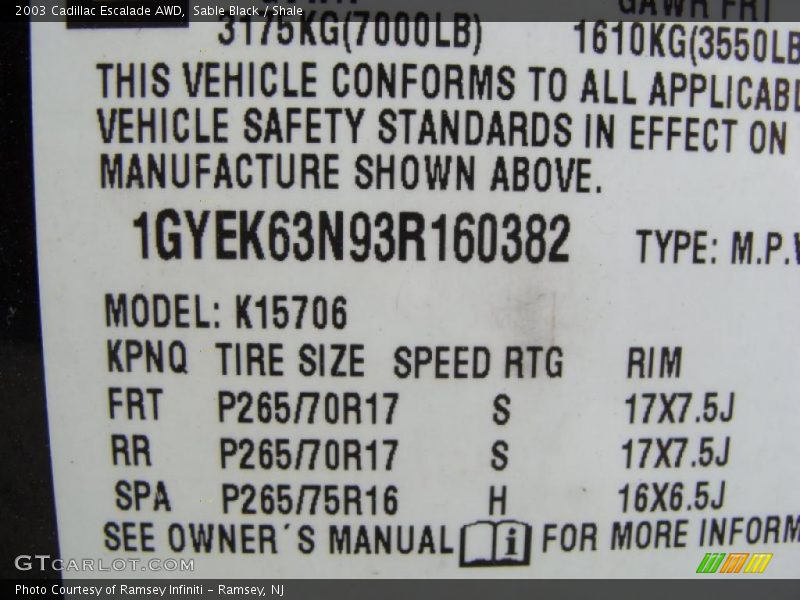 2003 Cadillac Escalade AWD, Sable Black / Shale
GAWR FRT
3175KG(7000LB) 1610KG(3550LB
THIS VEHICLE CONFORMS TO ALL APPLICABL
VEHICLE SAFETY STANDARDS IN EFFECT ON
MANUFACTURE SHOWN ABOVE.
1GYEK63N93R160382 TYPE: M.P.V
MODEL: K15706
KPNQ TIRE SIZE SPEED RTG RIM
FRT P265/70R17 S 17X7.5J
RR P265/70R17 S 17X7.5J
SPA P265/75R16 H 16X6.5J
SEE OWNER´S MANUAL i FOR MORE INFORM
GTCARLOT.COM
Photo Courtesy of Ramsey Infiniti – Ramsey, NJ